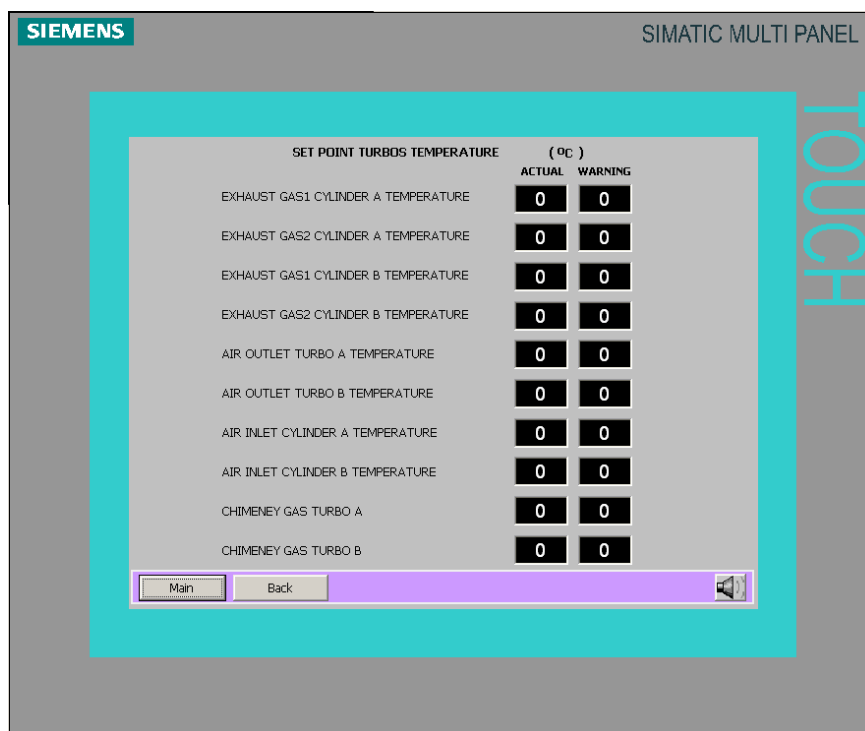 SIEMENS
SIMATIC MULTI PANEL
TOUCH
SET POINT TURBOS TEMPERATURE ( ºC )
ACTUAL WARNING
EXHAUST GAS1 CYLINDER A TEMPERATURE 0 0
EXHAUST GAS2 CYLINDER A TEMPERATURE 0 0
EXHAUST GAS1 CYLINDER B TEMPERATURE 0 0
EXHAUST GAS2 CYLINDER B TEMPERATURE 0 0
AIR OUTLET TURBO A TEMPERATURE 0 0
AIR OUTLET TURBO B TEMPERATURE 0 0
AIR INLET CYLINDER A TEMPERATURE 0 0
AIR INLET CYLINDER B TEMPERATURE 0 0
CHIMENEY GAS TURBO A 0 0
CHIMENEY GAS TURBO B 0 0
Main Back